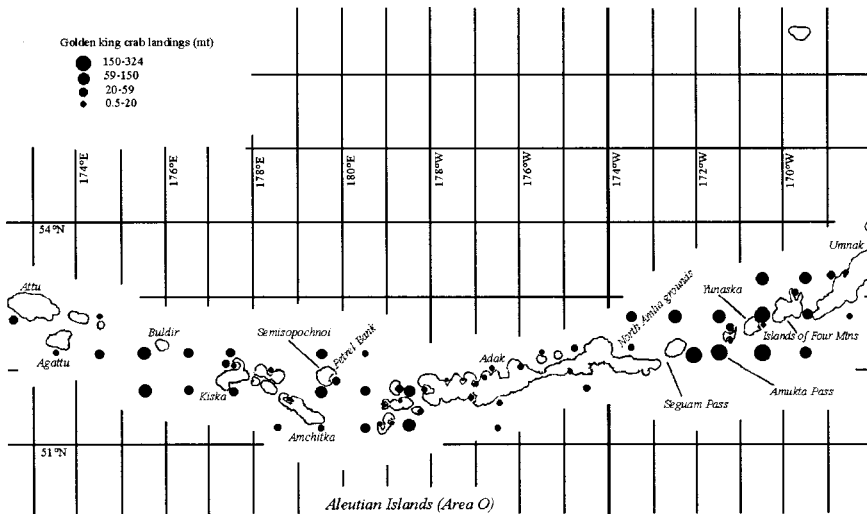 Golden king crab landings (mt)
150-324
59-150
20-59
0.5-20
174°E
176°E
178°E
180°E
178°W
176°W
174°W
172°W
170°W
54°N
Umnak
Attu
Yunaska
North Amlia grounds
Semisopochnoi
Buldir
Petrel Bank
Islands of Four Mtns
Agattu
Adak
Amukta Pass
Kiska
Seguam Pass
Amchitka
51°N
Aleutian Islands (Area O)